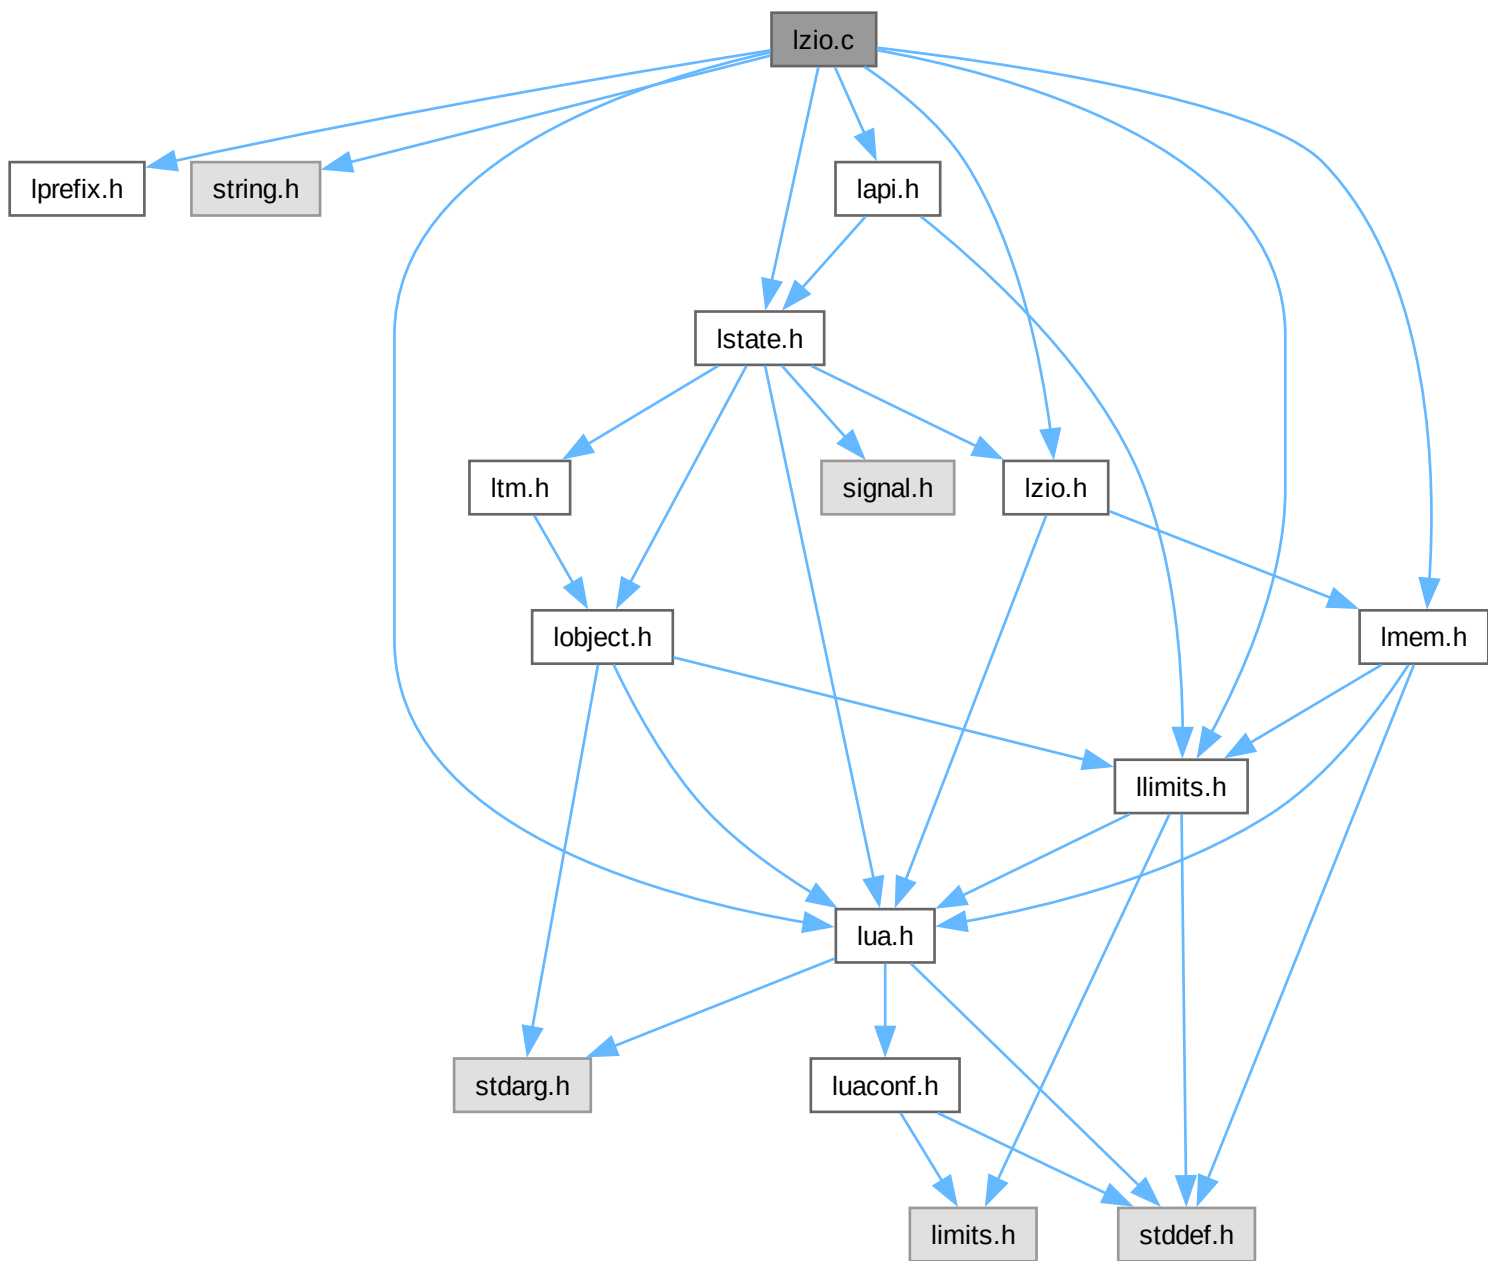 lzio.c
lprefix.h
string.h
lapi.h
lstate.h
ltm.h
signal.h
lzio.h
lobject.h
lmem.h
llimits.h
lua.h
stdarg.h
luaconf.h
limits.h
stddef.h